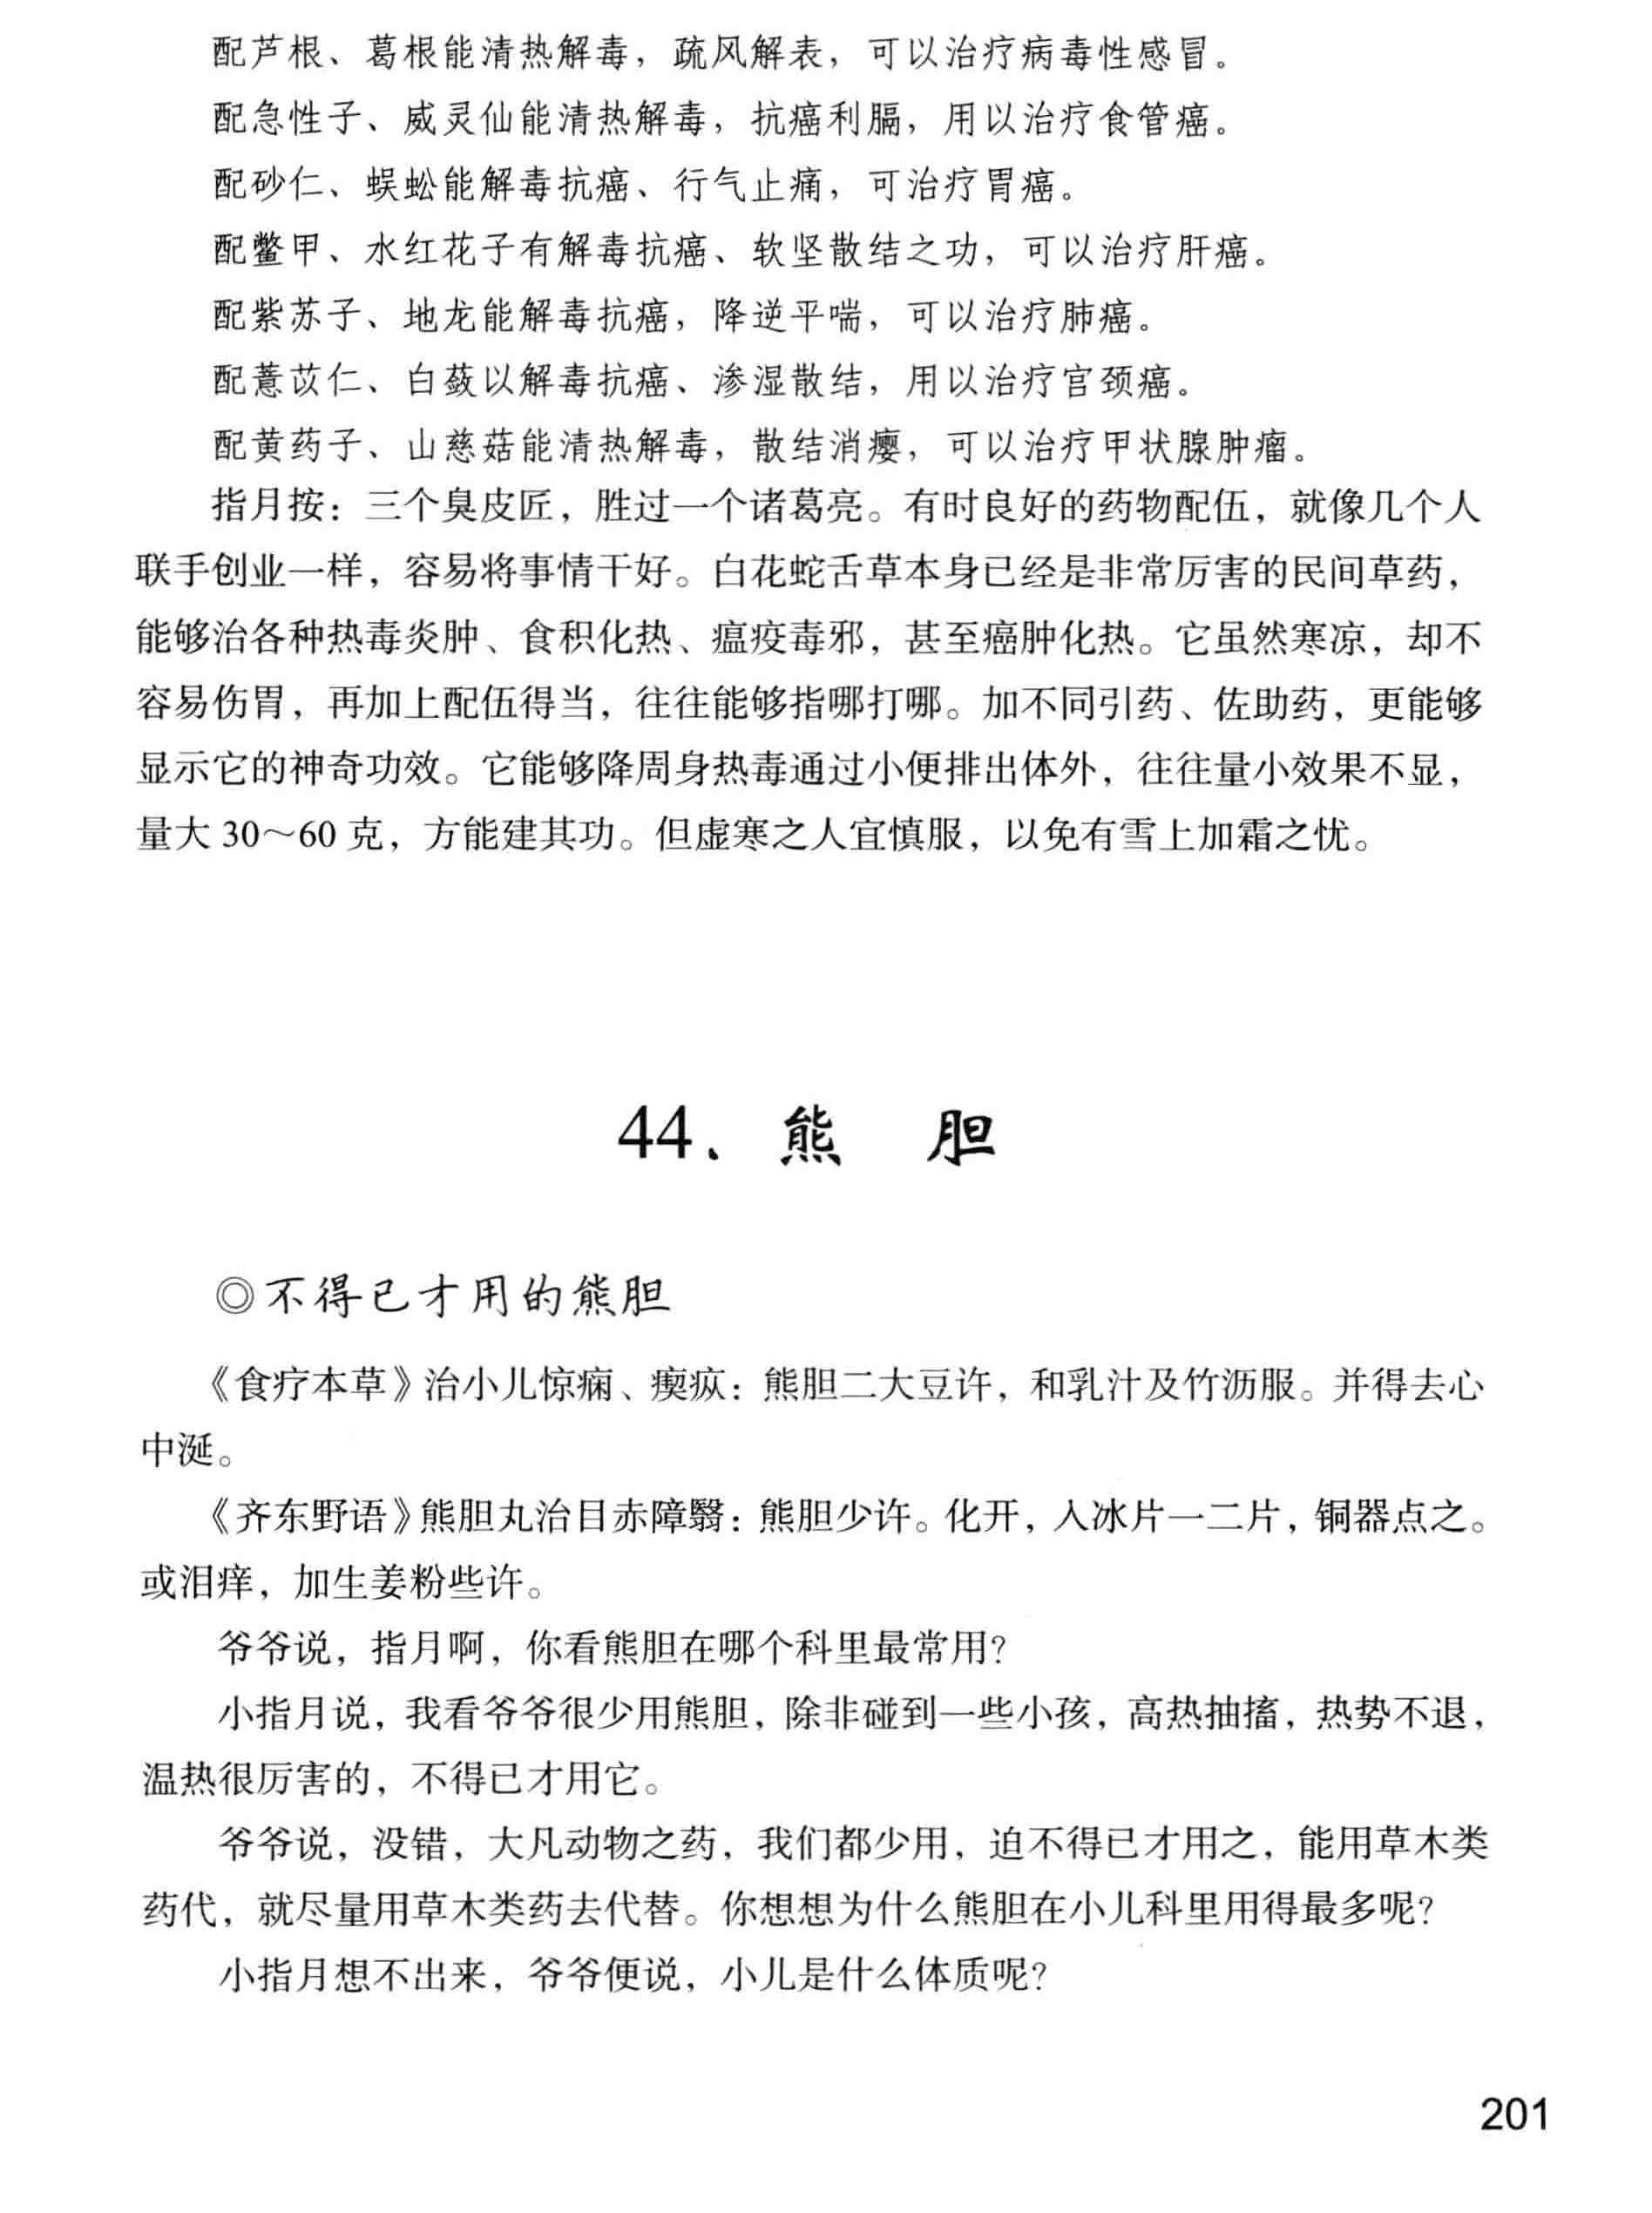 配芦根、葛根能清热解毒，疏风解表，可以治疗病毒性感冒。
配急性子、威灵仙能清热解毒，抗癌利膈，用以治疗食管癌。
配砂仁、蜈蚣能解毒抗癌、行气止痛，可治疗胃癌。
配鳖甲、水红花子有解毒抗癌、软坚散结之功，可以治疗肝癌。
配紫苏子、地龙能解毒抗癌，降逆平喘，可以治疗肺癌。
配薏苡仁、白蔹以解毒抗癌、渗湿散结，用以治疗宫颈癌。
配黄药子、山慈菇能清热解毒，散结消瘿，可以治疗甲状腺肿瘤。
指月按：三个臭皮匠，胜过一个诸葛亮。有时良好的药物配伍，就像几个人
联手创业一样，容易将事情干好。白花蛇舌草本身已经是非常厉害的民间草药，
能够治各种热毒炎肿、食积化热、瘟疫毒邪，甚至癌肿化热。它虽然寒凉，却不
容易伤胃，再加上配伍得当，往往能够指哪打哪。加不同引药、佐助药，更能够
显示它的神奇功效。它能够降周身热毒通过小便排出体外，往往量小效果不显，
量大 30～60 克，方能建其功。但虚寒之人宜慎服，以免有雪上加霜之忧。
44、熊 胆
◎不得已才用的熊胆
《食疗本草》治小儿惊痫、瘈疭：熊胆二大豆许，和乳汁及竹沥服。并得去心
中涎。
《齐东野语》熊胆丸治目赤障翳：熊胆少许。化开，入冰片一二片，铜器点之。
或泪痒，加生姜粉些许。
爷爷说，指月啊，你看熊胆在哪个科里最常用？
小指月说，我看爷爷很少用熊胆，除非碰到一些小孩，高热抽搐，热势不退，
温热很厉害的，不得已才用它。
爷爷说，没错，大凡动物之药，我们都少用，迫不得已才用之，能用草木类
药代，就尽量用草木类药去代替。你想想为什么熊胆在小儿科里用得最多呢？
小指月想不出来，爷爷便说，小儿是什么体质呢？
201